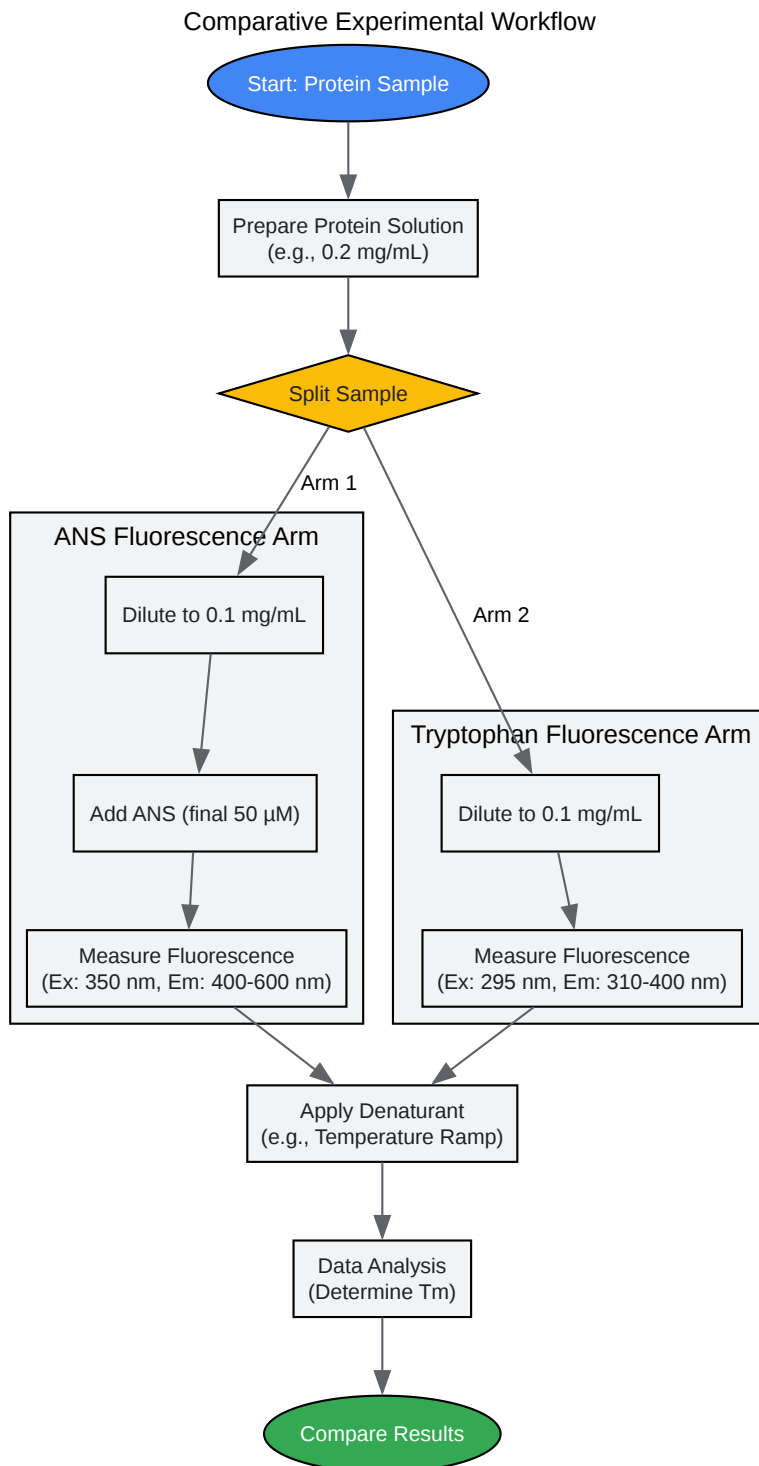 Comparative Experimental Workflow
Start: Protein Sample
Prepare Protein Solution
(e.g., 0.2 mg/mL)
Split Sample
Arm 1
ANS Fluorescence Arm
Dilute to 0.1 mg/mL
Add ANS (final 50 µM)
Measure Fluorescence
(Ex: 350 nm, Em: 400-600 nm)
Arm 2
Tryptophan Fluorescence Arm
Dilute to 0.1 mg/mL
Measure Fluorescence
(Ex: 295 nm, Em: 310-400 nm)
Apply Denaturant
(e.g., Temperature Ramp)
Data Analysis
(Determine Tm)
Compare Results